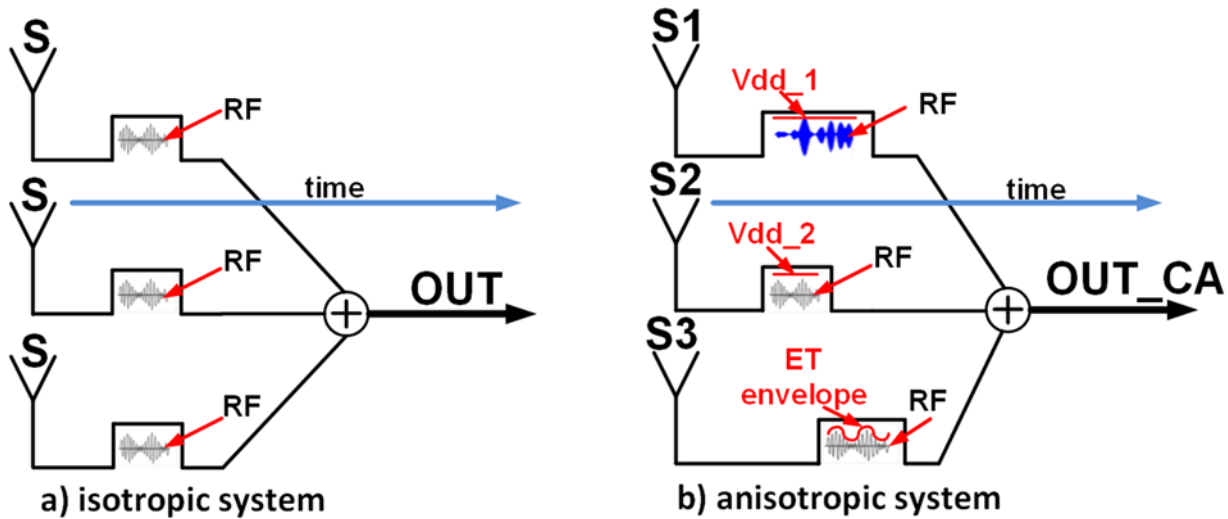 S
RF
S
time
RF
OUT
S
RF
a) isotropic system
S1
Vdd_1
RF
S2
time
Vdd_2
RF
OUT_CA
S3
ET
envelope
RF
b) anisotropic system